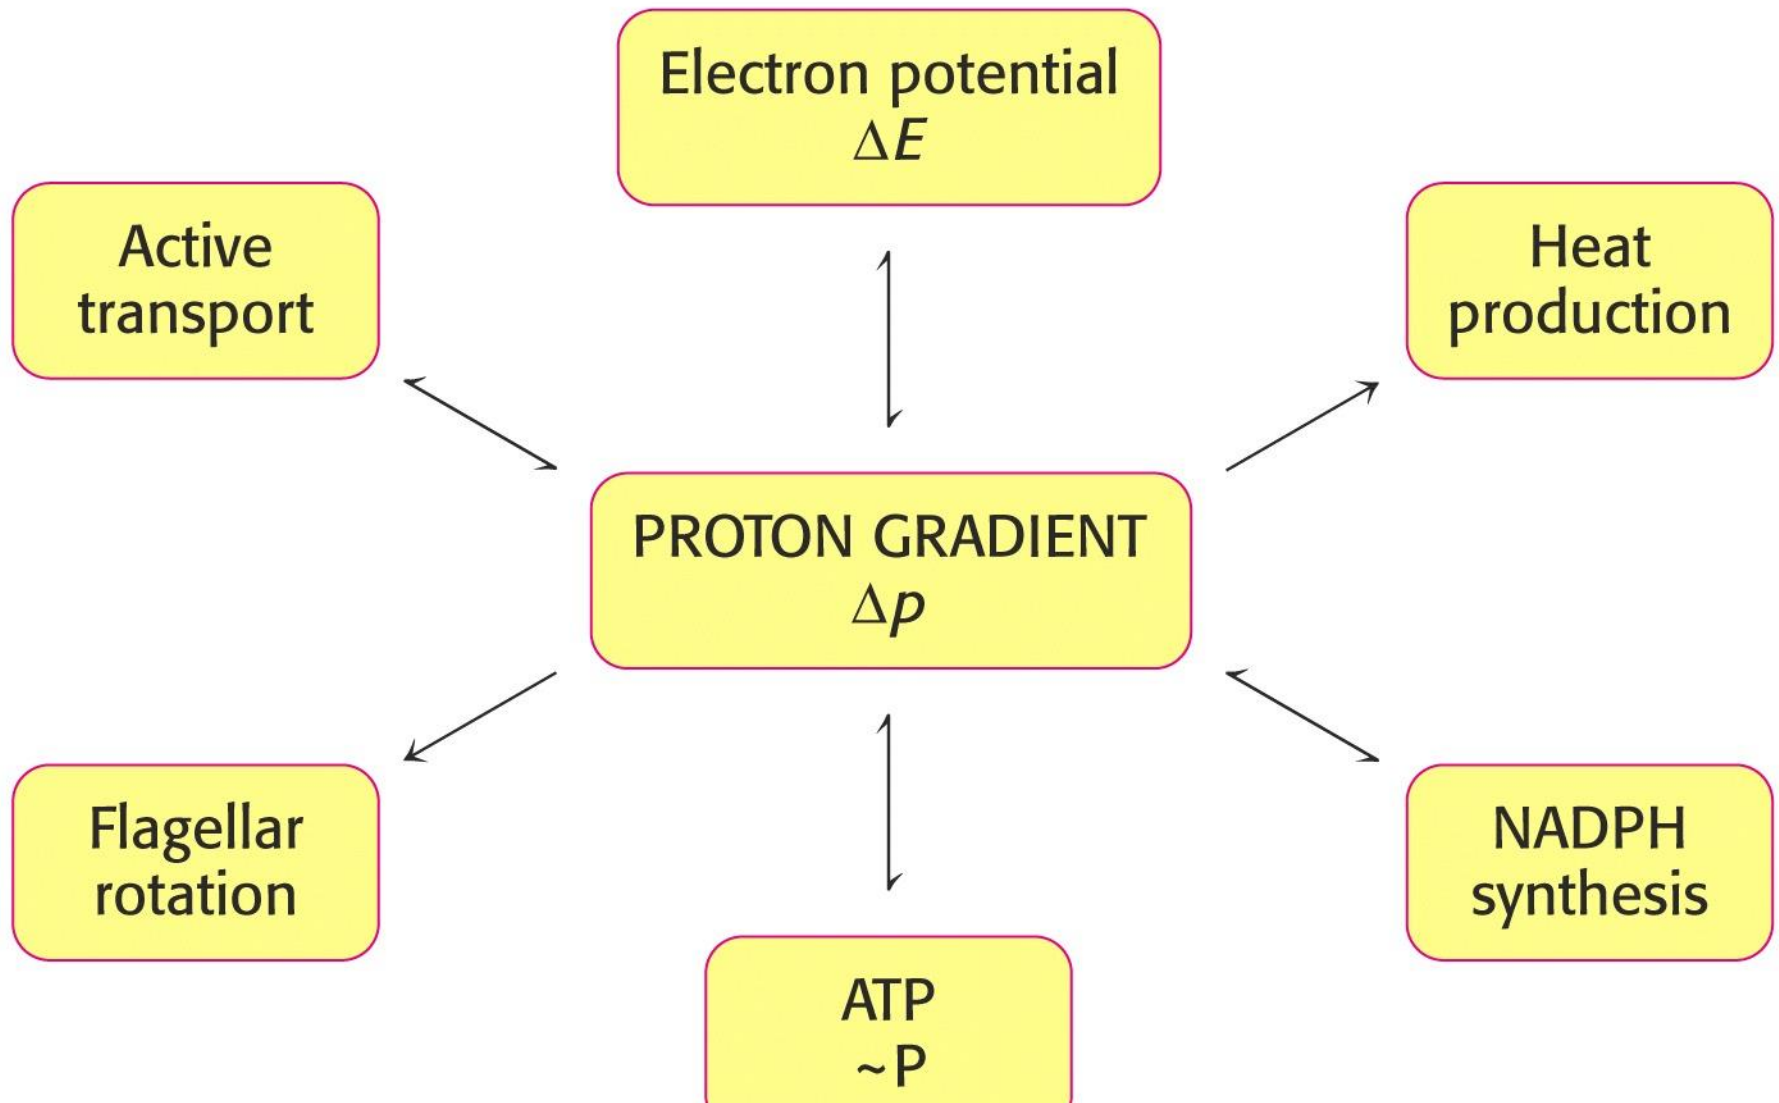 Electron potential
ΔE
Active
transport
Heat
production
PROTON GRADIENT
Δp
Flagellar
rotation
NADPH
synthesis
ATP
~P